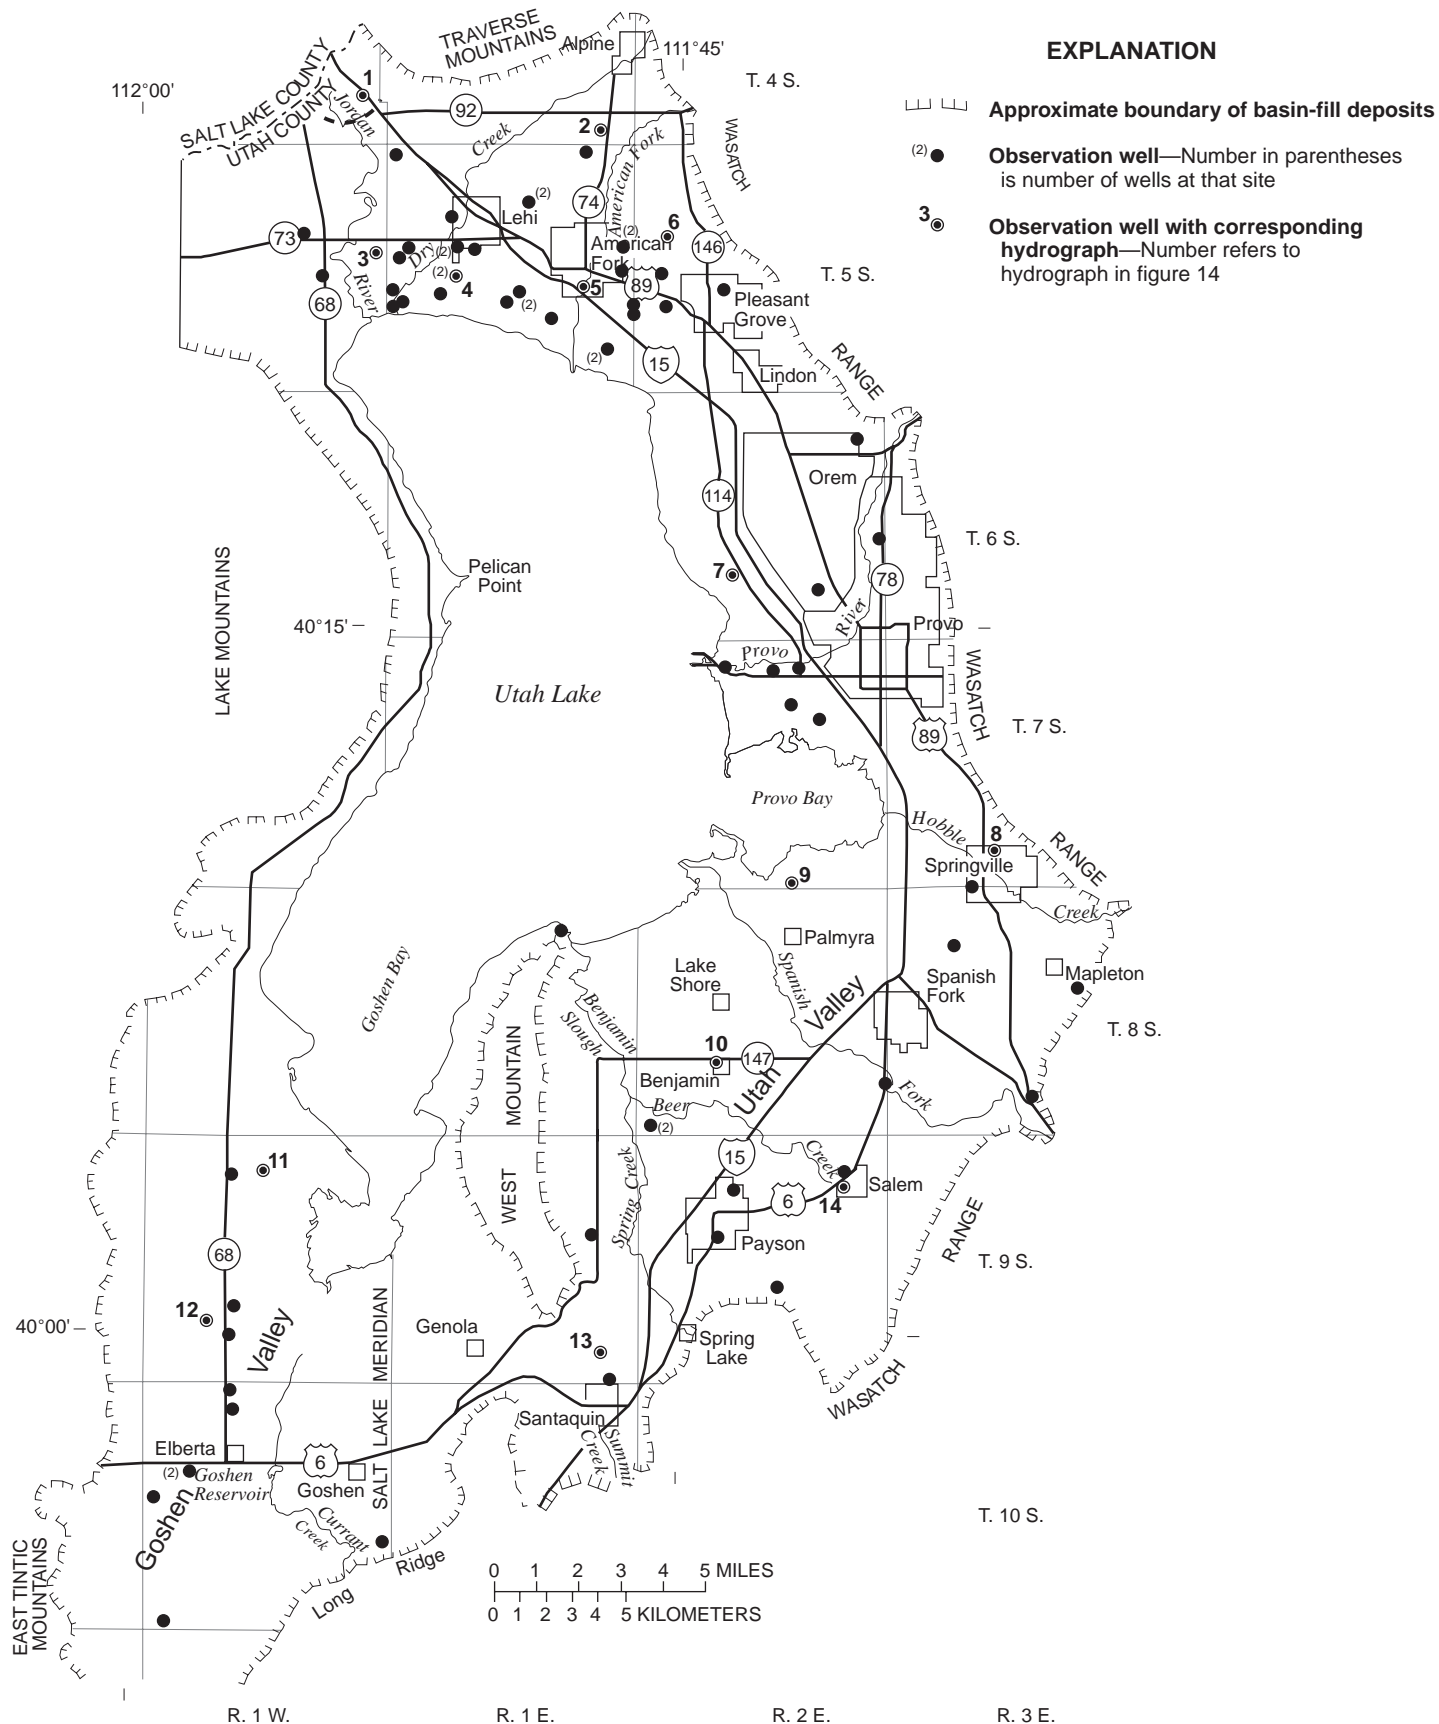 TRAVERSE
MOUNTAINS
Alpine
111°45'
EXPLANATION
T. 4 S.
112°00'
SALT LAKE COUNTY
UTAH COUNTY
1
Jordan
92
Creek
2
American Fork
WASATCH
Approximate boundary of basin-fill deposits
(2)
Observation well—Number in parentheses
is number of wells at that site
3
Observation well with corresponding
hydrograph—Number refers to
hydrograph in figure 14
(2)
74
Lehi
6
73
(2)
American
Fork
146
3
Dry
(2)
(2)
4
5
89
T. 5 S.
River
68
(2)
Pleasant
Grove
(2)
15
Lindon
RANGE
Orem
114
T. 6 S.
LAKE MOUNTAINS
Pelican
Point
7
78
River
40°15'
Provo
Provo
WASATCH
Utah Lake
T. 7 S.
89
Provo Bay
Hobble
8
RANGE
Springville
9
Creek
Palmyra
Goshen Bay
Lake
Shore
Spanish
Valley
Spanish
Fork
Mapleton
Benjamin
Slough
T. 8 S.
MOUNTAIN
10
147
Benjamin
Utah
Beer
Fork
(2)
11
15
Creek
WEST
Spring Creek
6
Salem
14
68
Payson
RANGE
T. 9 S.
12
40°00'
Valley
Genola
13
Spring
Lake
SALT LAKE MERIDIAN
WASATCH
Santaquin
Elberta
Summit
Creek
6
(2)
Goshen
Reservoir
Goshen
Goshen
Currant
Creek
T. 10 S.
EAST TINTIC
MOUNTAINS
Long
Ridge
0 1 2 3 4 5 MILES
0 1 2 3 4 5 KILOMETERS
R. 1 W.
R. 1 E.
R. 2 E.
R. 3 E.